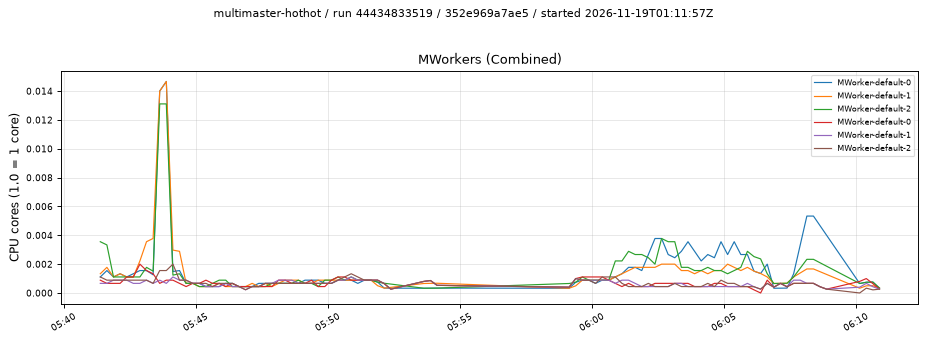 multimaster-hothot / run 44434833519 / 352e969a7ae5 / started 2026-11-19T01:11:57Z
MWorkers (Combined)
CPU cores (1.0 = 1 core)
0.014
0.012
0.010
0.008
0.006
0.004
0.002
0.000
MWorker-default-0
MWorker-default-1
MWorker-default-2
MWorker-default-0
MWorker-default-1
MWorker-default-2
05:40
05:45
05:50
05:55
06:00
06:05
06:10